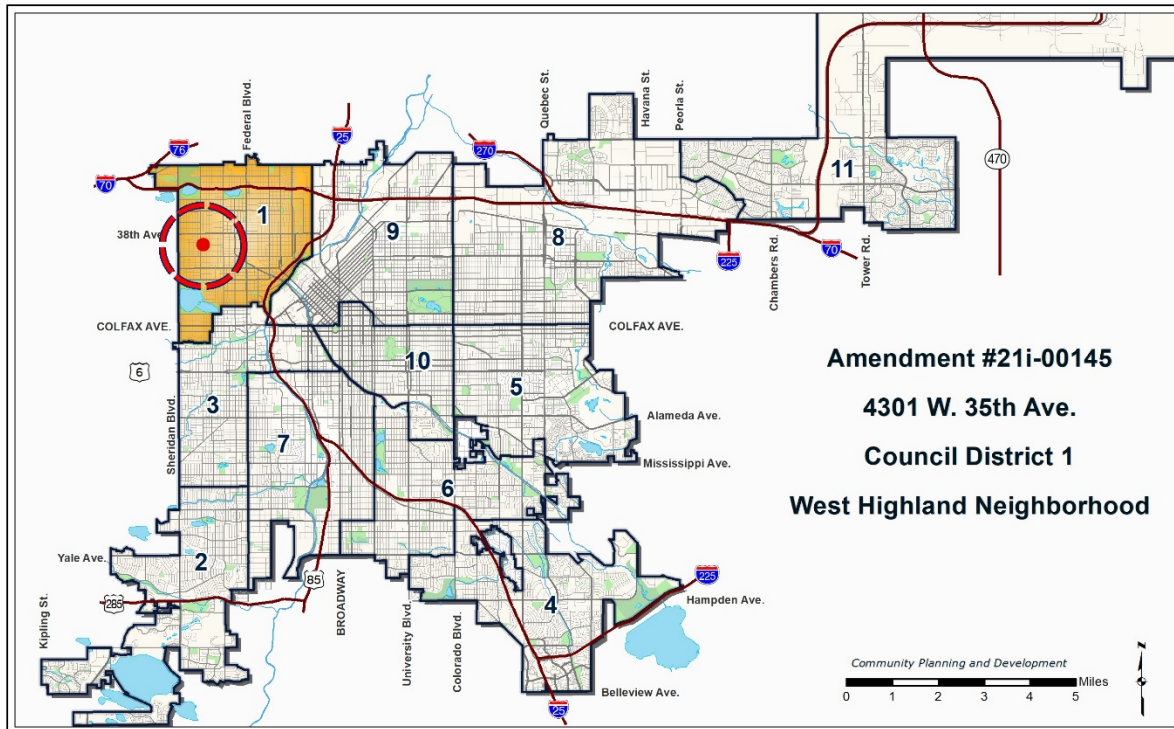 Federal Blvd.
Quebec St.
Havana St.
Peoria St.
76
25
270
470
70
11
1
38th Ave.
9
8
225
Chambers Rd.
70
Tower Rd.
COLFAX AVE.
COLFAX AVE.
6
10
5
3
Sheridan Blvd.
7
Alameda Ave.
Mississippi Ave.
6
Yale Ave.
2
85
285
Kipling St.
BROADWAY
University Blvd.
Colorado Blvd.
4
225
Hampden Ave.
Belleview Ave.
25
Amendment #21i-00145
4301 W. 35th Ave.
Council District 1
West Highland Neighborhood
Community Planning and Development
0 1 2 3 4 5 Miles
N